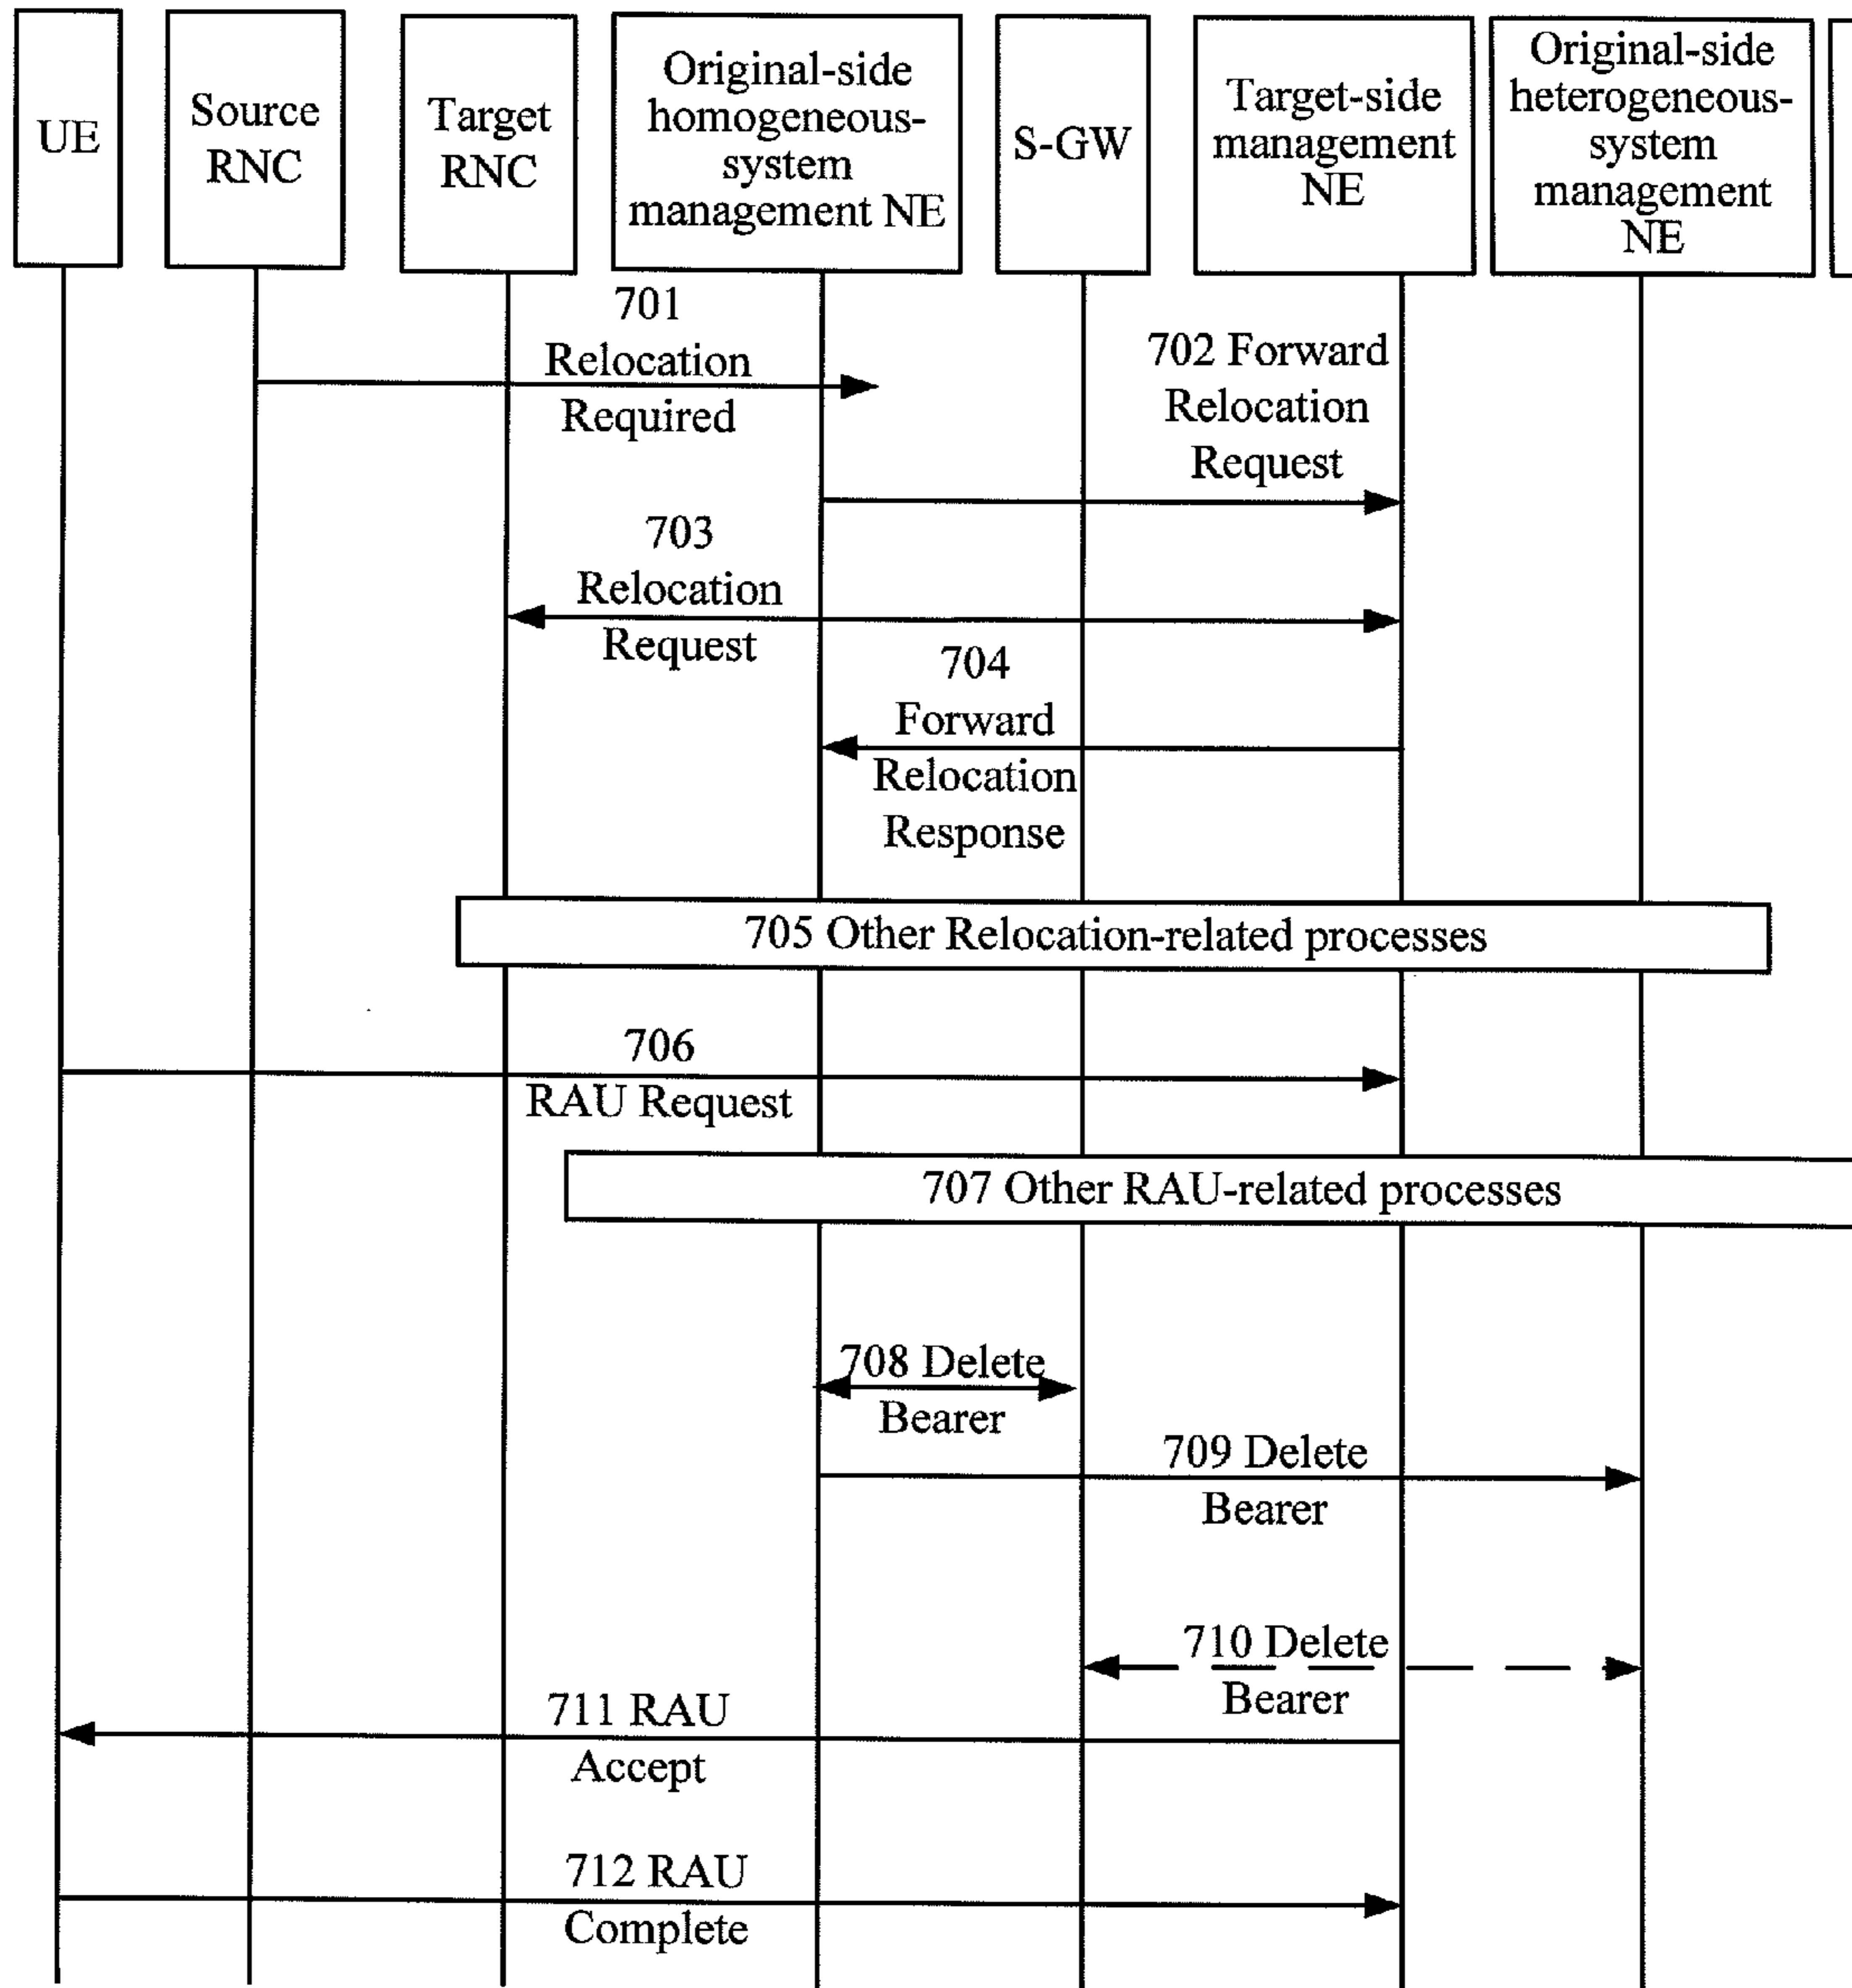 UE
Source
RNC
Target
RNC
Original-side
homogeneous-
system
management NE
S-GW
Target-side
management
NE
Original-side
heterogeneous-
system
management
NE
701
Relocation
Required
702 Forward
Relocation
Request
703
Relocation
Request
704
Forward
Relocation
Response
705 Other Relocation-related processes
706
RAU Request
707 Other RAU-related processes
708 Delete
Bearer
709 Delete
Bearer
710 Delete
Bearer
711 RAU
Accept
712 RAU
Complete